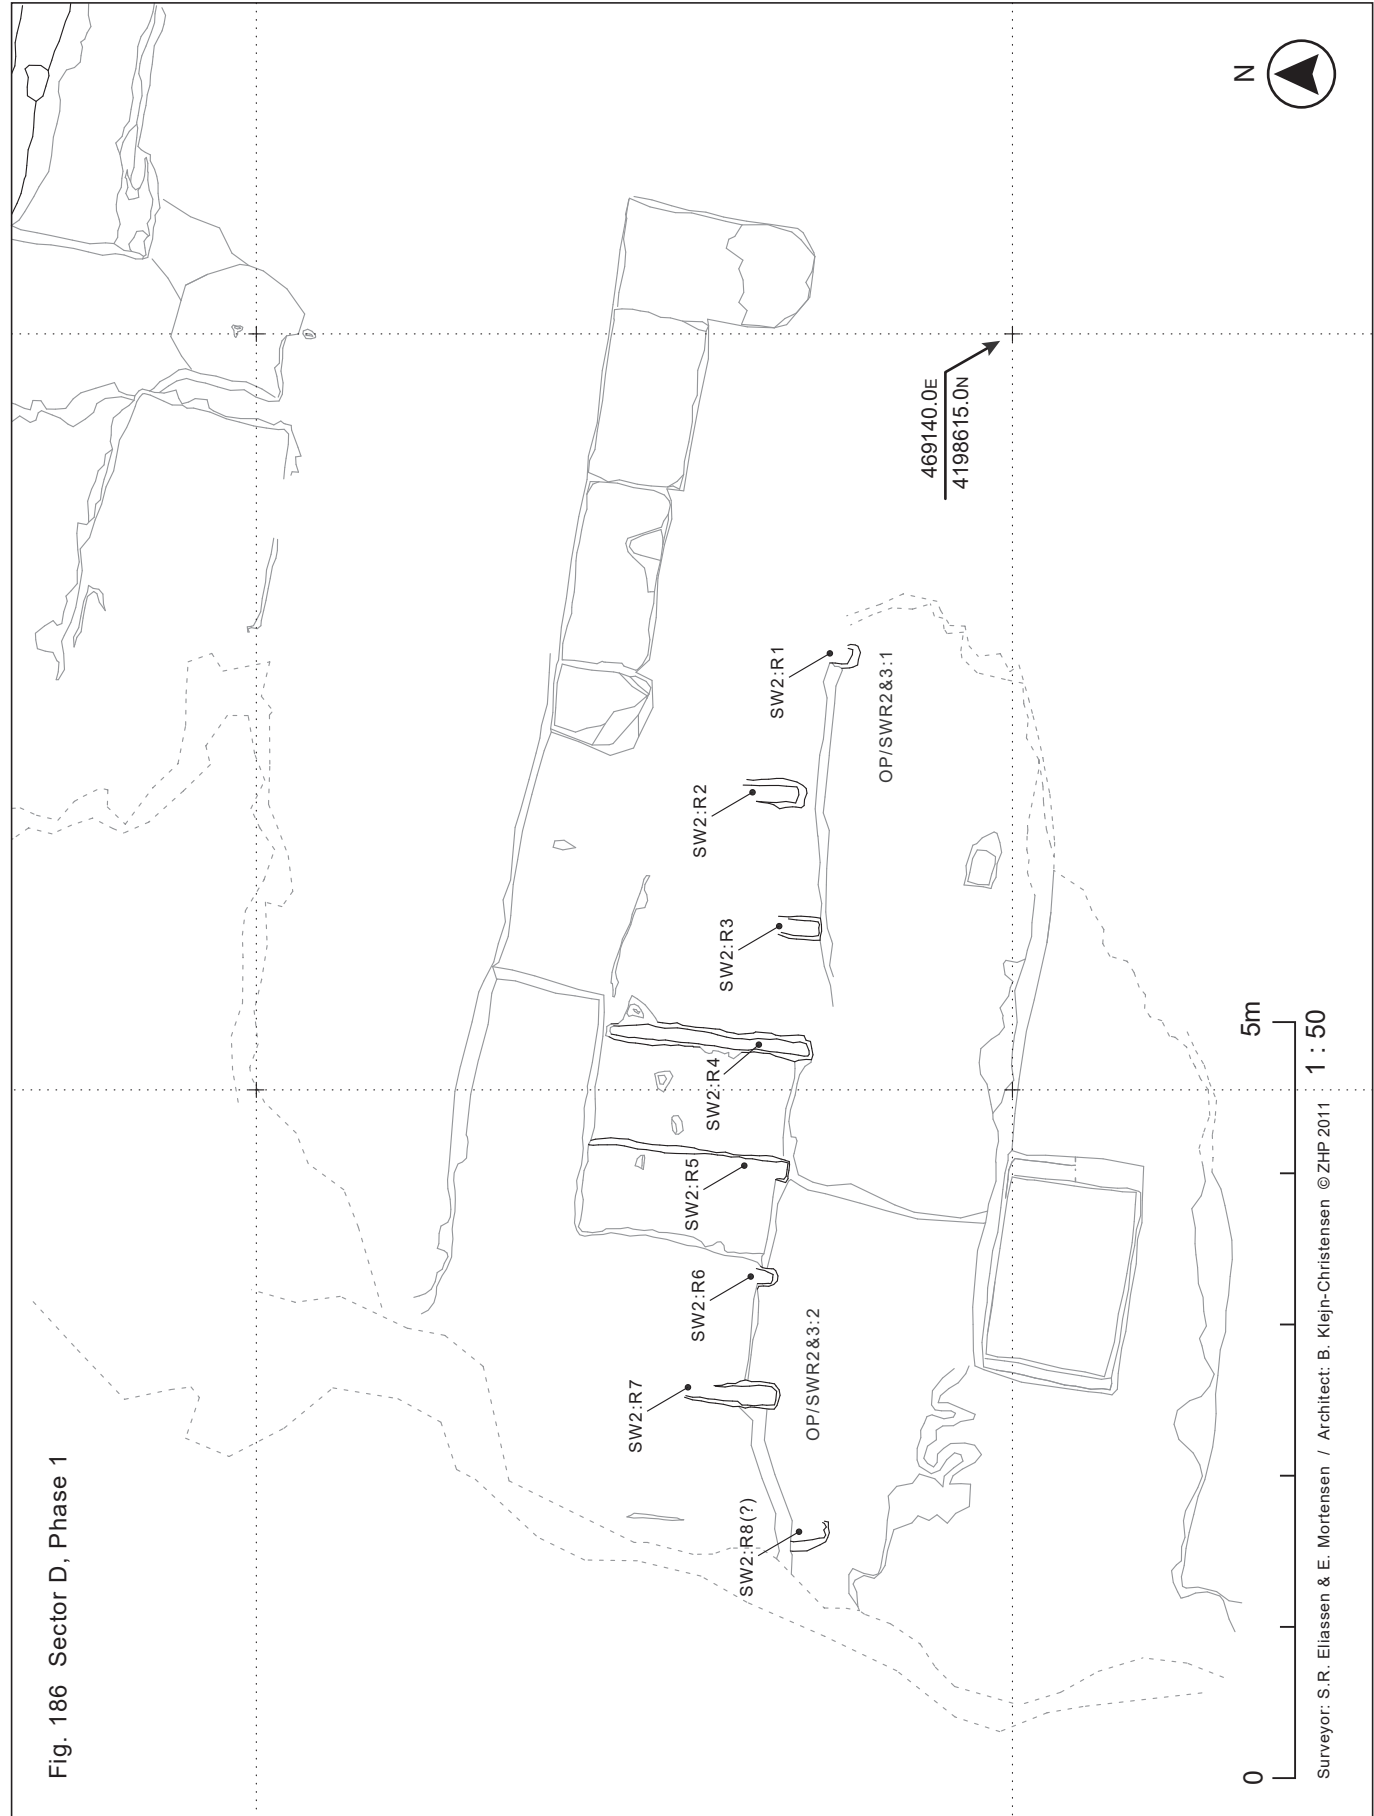 Fig. 186 Sector D, Phase 1
N
SW2:R8(?)
SW2:R7
SW2:R6
SW2:R5
SW2:R4
SW2:R3
SW2:R2
SW2:R1
OP/SWR2&3:2
OP/SWR2&3:1
469140.0E
4198615.0N
0 5m
1 : 50
Surveyor: S.R. Eliassen & E. Mortensen / Architect: B. Klejn-Christensen © ZHP 2011